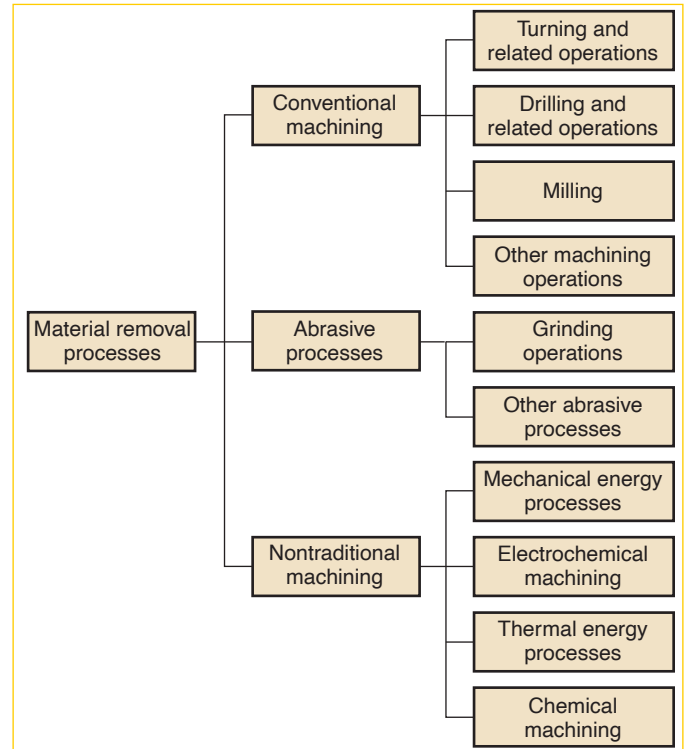 Material removal
processes
Conventional
machining
Turning and
related operations
Drilling and
related operations
Milling
Other machining
operations
Abrasive
processes
Grinding
operations
Other abrasive
processes
Nontraditional
machining
Mechanical energy
processes
Electrochemical
machining
Thermal energy
processes
Chemical
machining